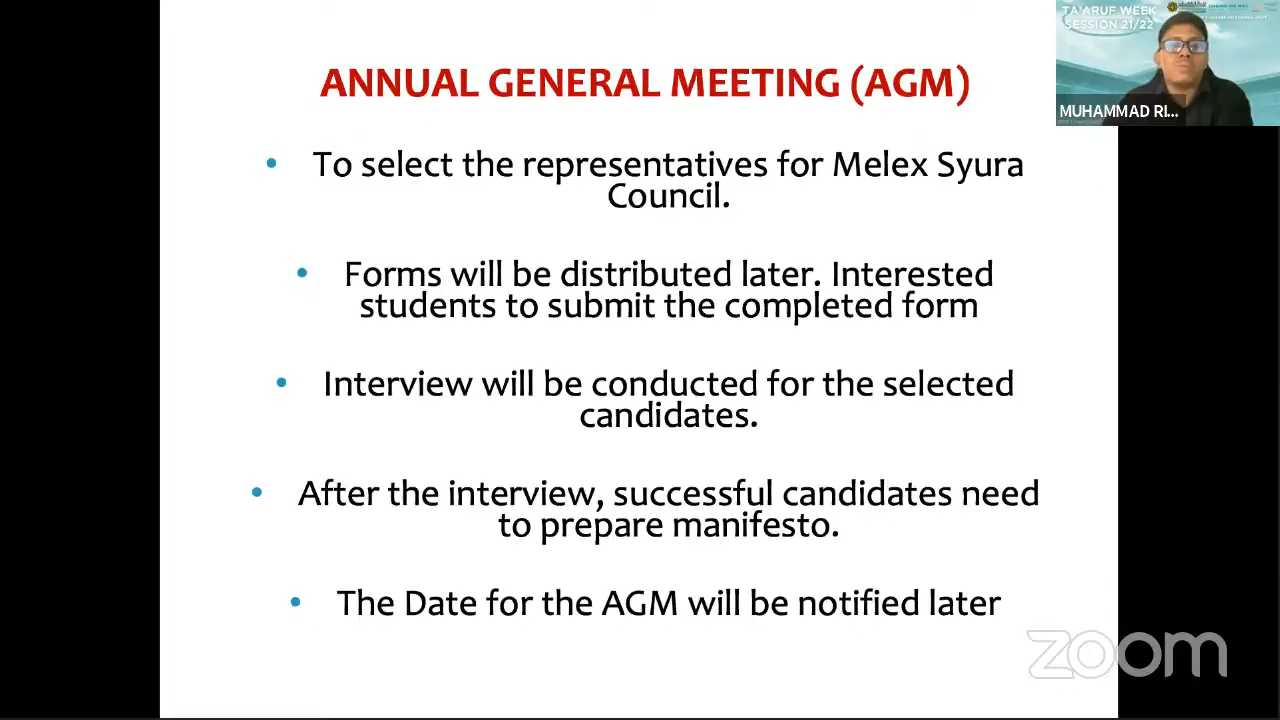 TA'ARUF WEEK
SESSION 21/22
MUHAMMAD RI...
ANNUAL GENERAL MEETING (AGM)
• To select the representatives for Melex Syura
Council.
• Forms will be distributed later. Interested
students to submit the completed form
• Interview will be conducted for the selected
candidates.
• After the interview, successful candidates need
to prepare manifesto.
• The Date for the AGM will be notified later
zoom